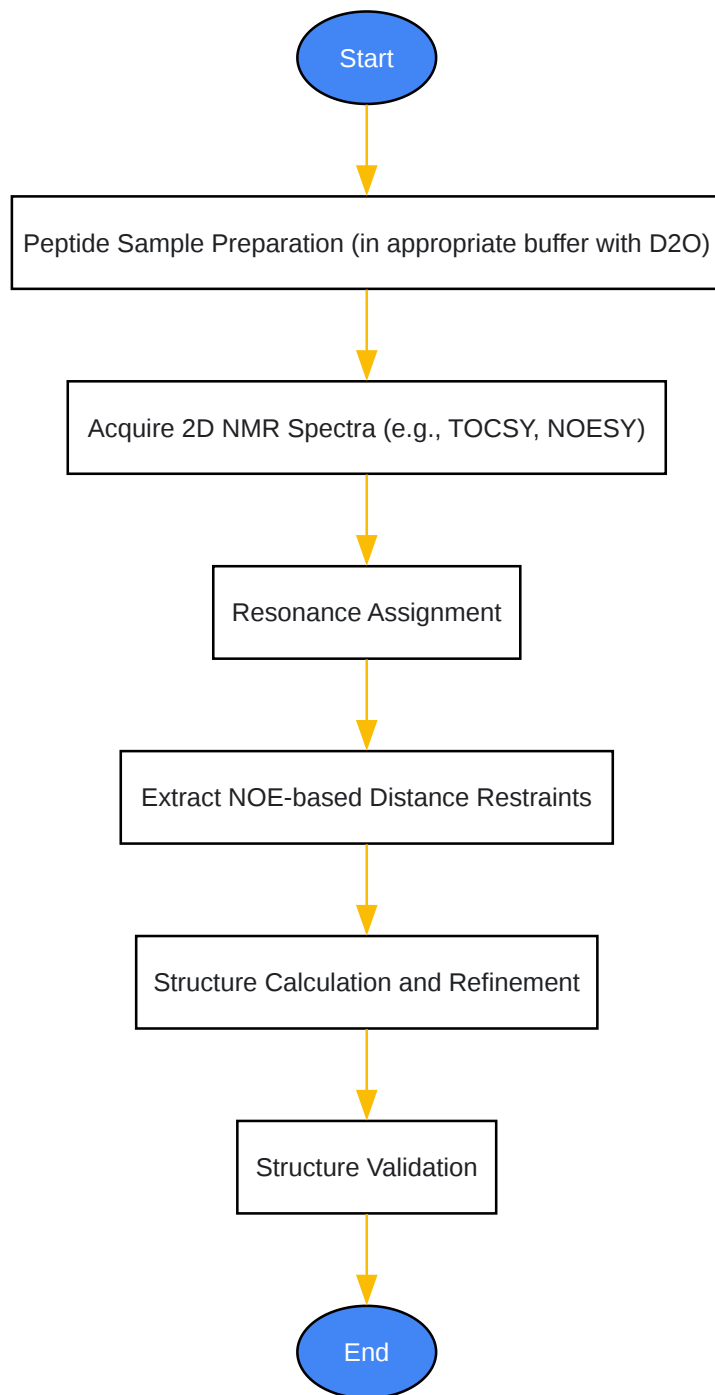 Start
Peptide Sample Preparation (in appropriate buffer with D2O)
Acquire 2D NMR Spectra (e.g., TOCSY, NOESY)
Resonance Assignment
Extract NOE-based Distance Restraints
Structure Calculation and Refinement
Structure Validation
End